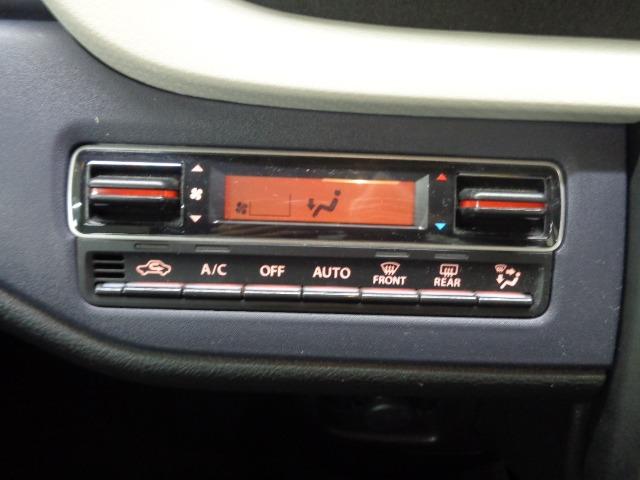 A/C OFF AUTO FRONT REAR